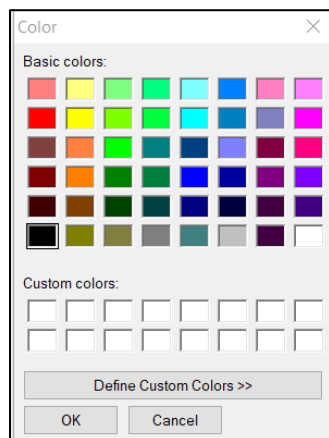 Color
Basic colors:
Custom colors:
Define Custom Colors >>
OK Cancel